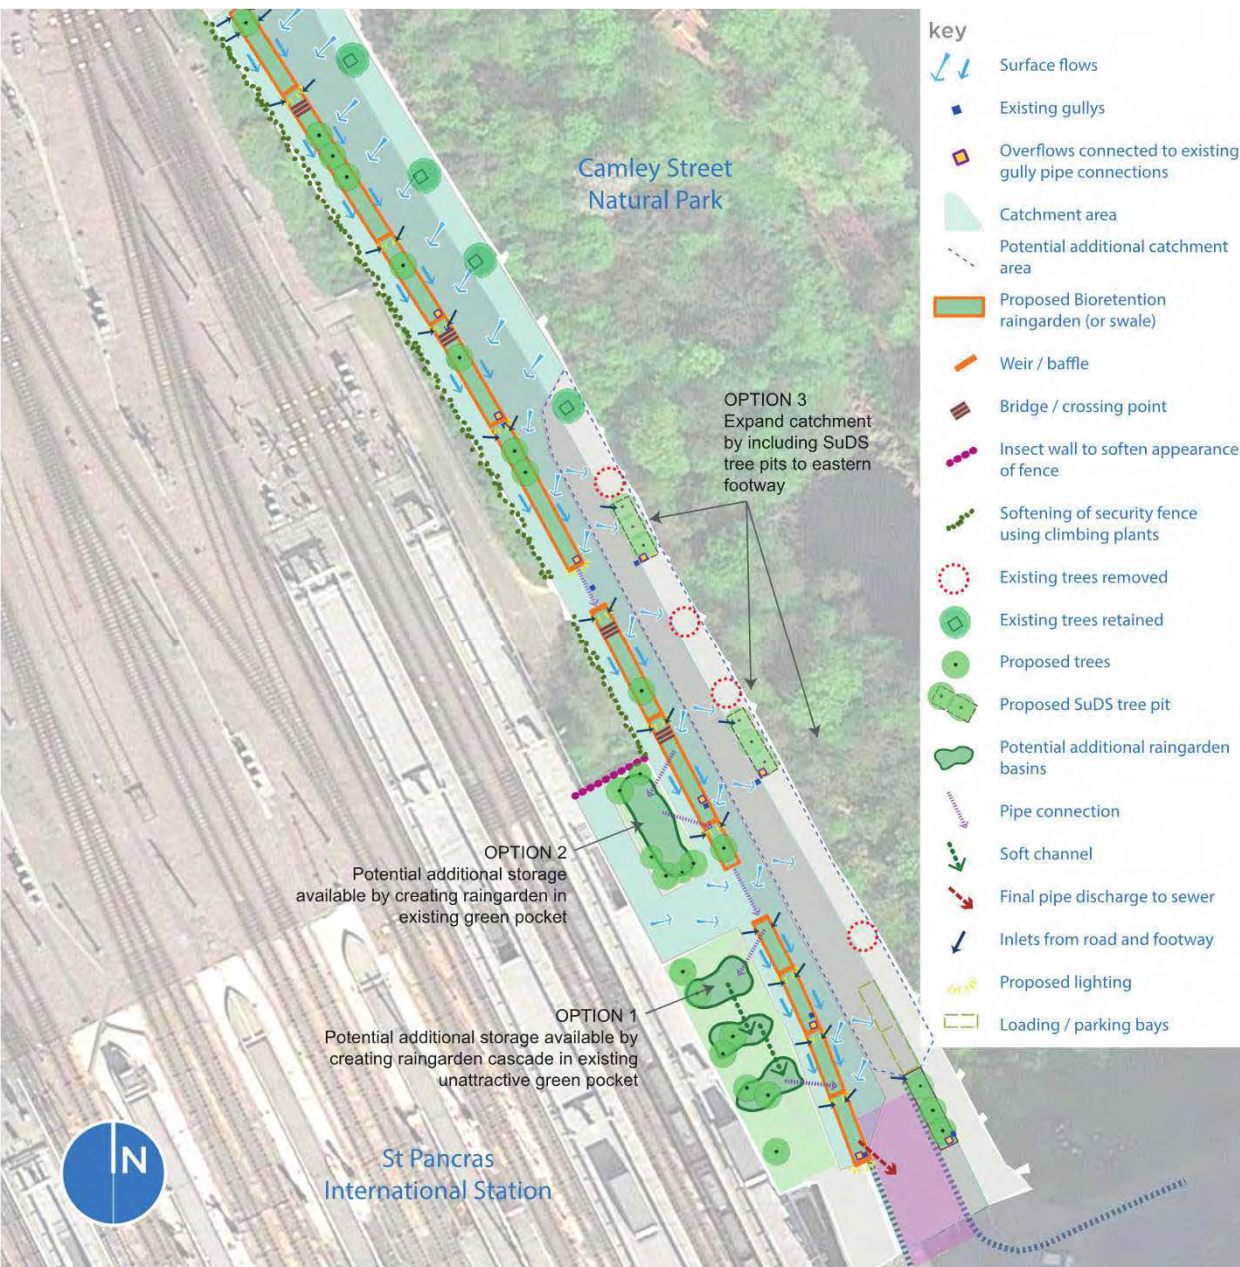 Camley Street
Natural Park
OPTION 3
Expand catchment
by including SuDS
tree pits to eastern
footway
OPTION 2
Potential additional storage
available by creating raingarden in
existing green pocket
OPTION 1
Potential additional storage available by
creating raingarden cascade in existing
unattractive green pocket
N
St Pancras
International Station
key
Surface flows
Existing gullys
Overflows connected to existing
gully pipe connections
Catchment area
Potential additional catchment
area
Proposed Bioretention
raingarden (or swale)
Weir / baffle
Bridge / crossing point
Insect wall to soften appearance
of fence
Softening of security fence
using climbing plants
Existing trees removed
Existing trees retained
Proposed trees
Proposed SuDS tree pit
Potential additional raingarden
basins
Pipe connection
Soft channel
Final pipe discharge to sewer
Inlets from road and footway
Proposed lighting
Loading / parking bays